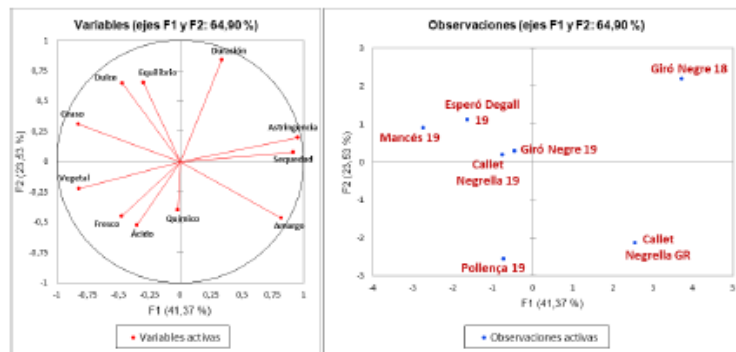 Variables (ejes F1 y F2: 64,90 %)
1
0,75
0,5
0,25
0
-0,25
-0,5
-0,75
-1
F2 (23,53 %)
Duración
Dulce
Equilibrio
Graso
Astringencia
Sequedad
Vegetal
Fresco
Ácido
Químico
Amargo
-1
-0,75
-0,5
-0,25
0
0,25
0,5
0,75
1
F1 (41,37 %)
Variables activas
Observaciones (ejes F1 y F2: 64,90 %)
3
2
1
0
-1
-2
-3
F2 (23,53 %)
Giró Negre 18
Esperó Degall
19
Mancés 19
Giró Negre 19
Callet
Negrella 19
Callet
Negrella GR
Pollença 19
-4
-3
-2
-1
0
1
2
3
4
5
F1 (41,37 %)
Observaciones activas